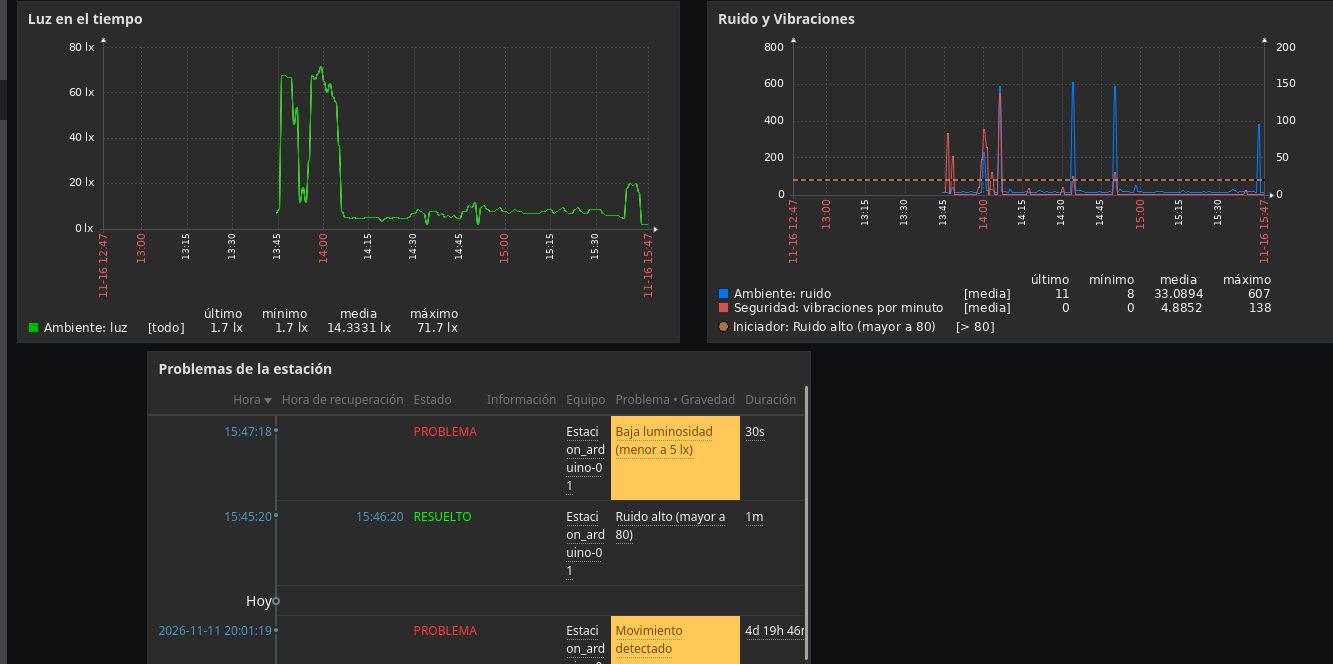 Luz en el tiempo
80 lx
60 lx
40 lx
20 lx
0 lx
11-16 12:47
13:00
13:15
13:30
13:45
14:00
14:15
14:30
14:45
15:00
15:15
15:30
11-16 15:47
último mínimo media máximo
Ambiente: luz [todo] 1.7 lx 1.7 lx 14.3331 lx 71.7 lx
Ruido y Vibraciones
800
600
400
200
0
200
150
100
50
0
11-16 12:47
13:00
13:15
13:30
13:45
14:00
14:15
14:30
14:45
15:00
15:15
15:30
11-16 15:47
último mínimo media máximo
Ambiente: ruido [media] 11 8 33.0894 607
Seguridad: vibraciones por minuto [media] 0 0 4.8852 138
Iniciador: Ruido alto (mayor a 80) [> 80]
Problemas de la estación
Hora Hora de recuperación Estado Información Equipo Problema • Gravedad Duración
15:47:18 PROBLEMA Estaci Baja luminosidad 30s
on_ard (menor a 5 lx)
uino-0
1
15:45:20 15:46:20 RESUELTO Estaci Ruido alto (mayor a 1m
on_ard 80)
uino-0
1
Hoy
2026-11-11 20:01:19 PROBLEMA Estaci Movimiento 4d 19h 46m
on_ard detectado